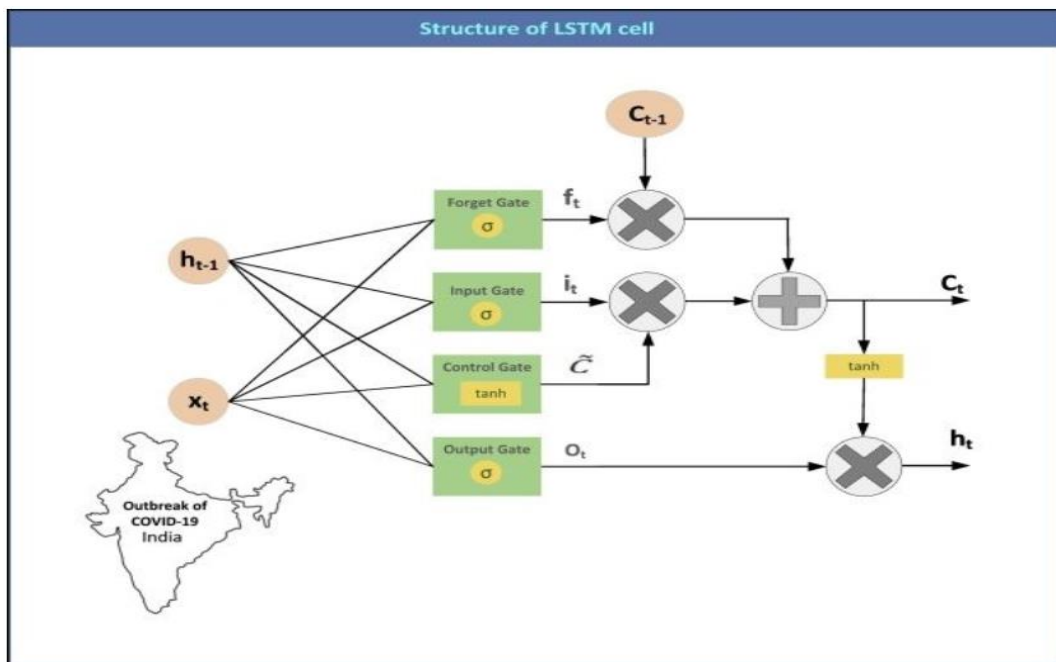 Structure of LSTM cell
Cₜ₋₁
Forget Gate
σ
fₜ
hₜ₋₁
Input Gate
σ
iₜ
Cₜ
Control Gate
tanh
C̃
tanh
xₜ
Output Gate
σ
Oₜ
hₜ
Outbreak of
COVID-19
India